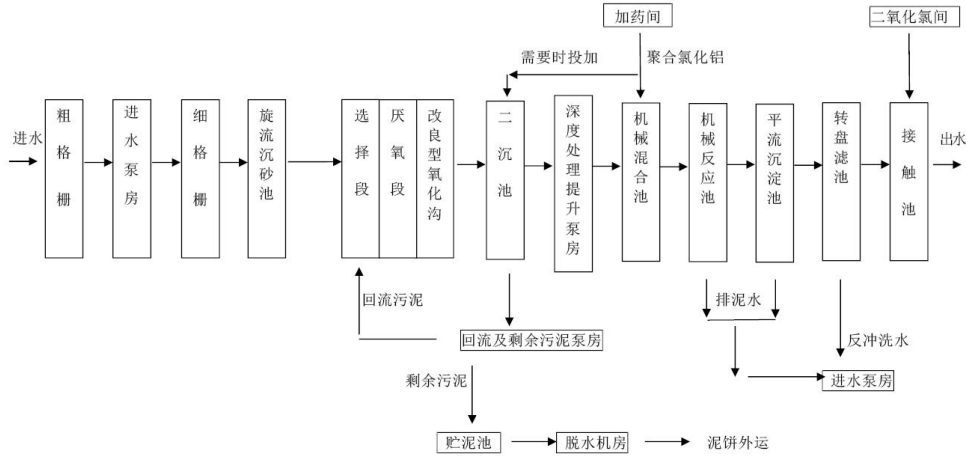 加药间
二氧化氯间
需要时投加
聚合氯化铝
进水
粗格栅
进水泵房
细格栅
旋流沉砂池
选择段
厌氧段
改良型氧化沟
二沉池
深度处理提升泵房
机械混合池
机械反应池
平流沉淀池
转盘滤池
接触池
出水
回流污泥
排泥水
回流及剩余污泥泵房
反冲洗水
剩余污泥
进水泵房
贮泥池
脱水机房
泥饼外运